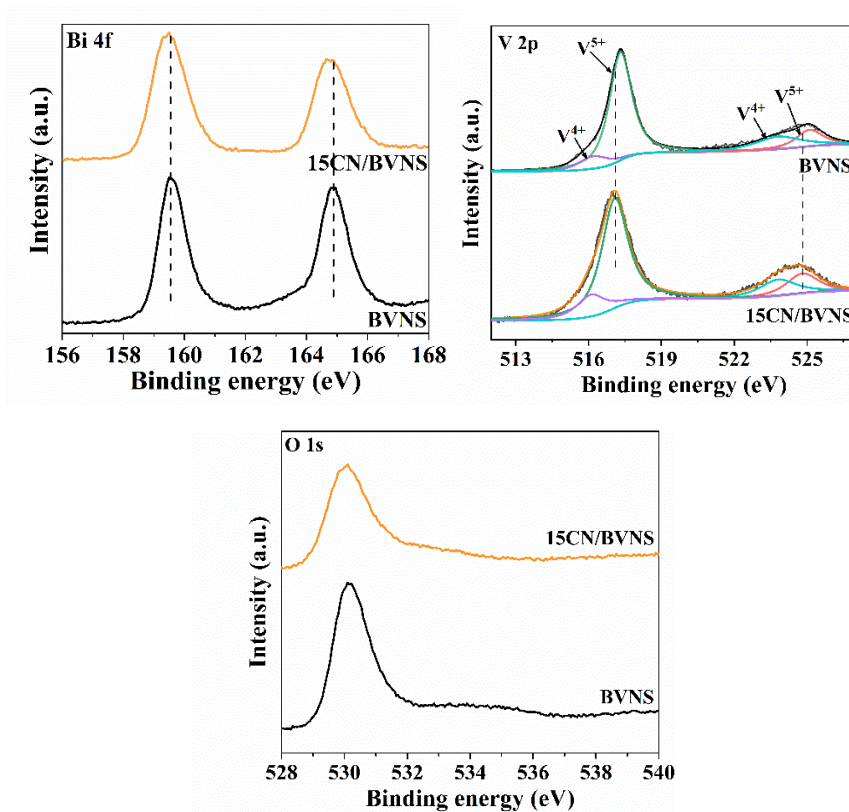 Bi 4f
15CN/BVNS
BVNS
Intensity (a.u.)
156 158 160 162 164 166 168
Binding energy (eV)
V 2p
V⁵⁺
V⁴⁺
V⁴⁺
V⁵⁺
BVNS
15CN/BVNS
Intensity (a.u.)
513 516 519 522 525
Binding energy (eV)
O 1s
15CN/BVNS
BVNS
Intensity (a.u.)
528 530 532 534 536 538 540
Binding energy (eV)